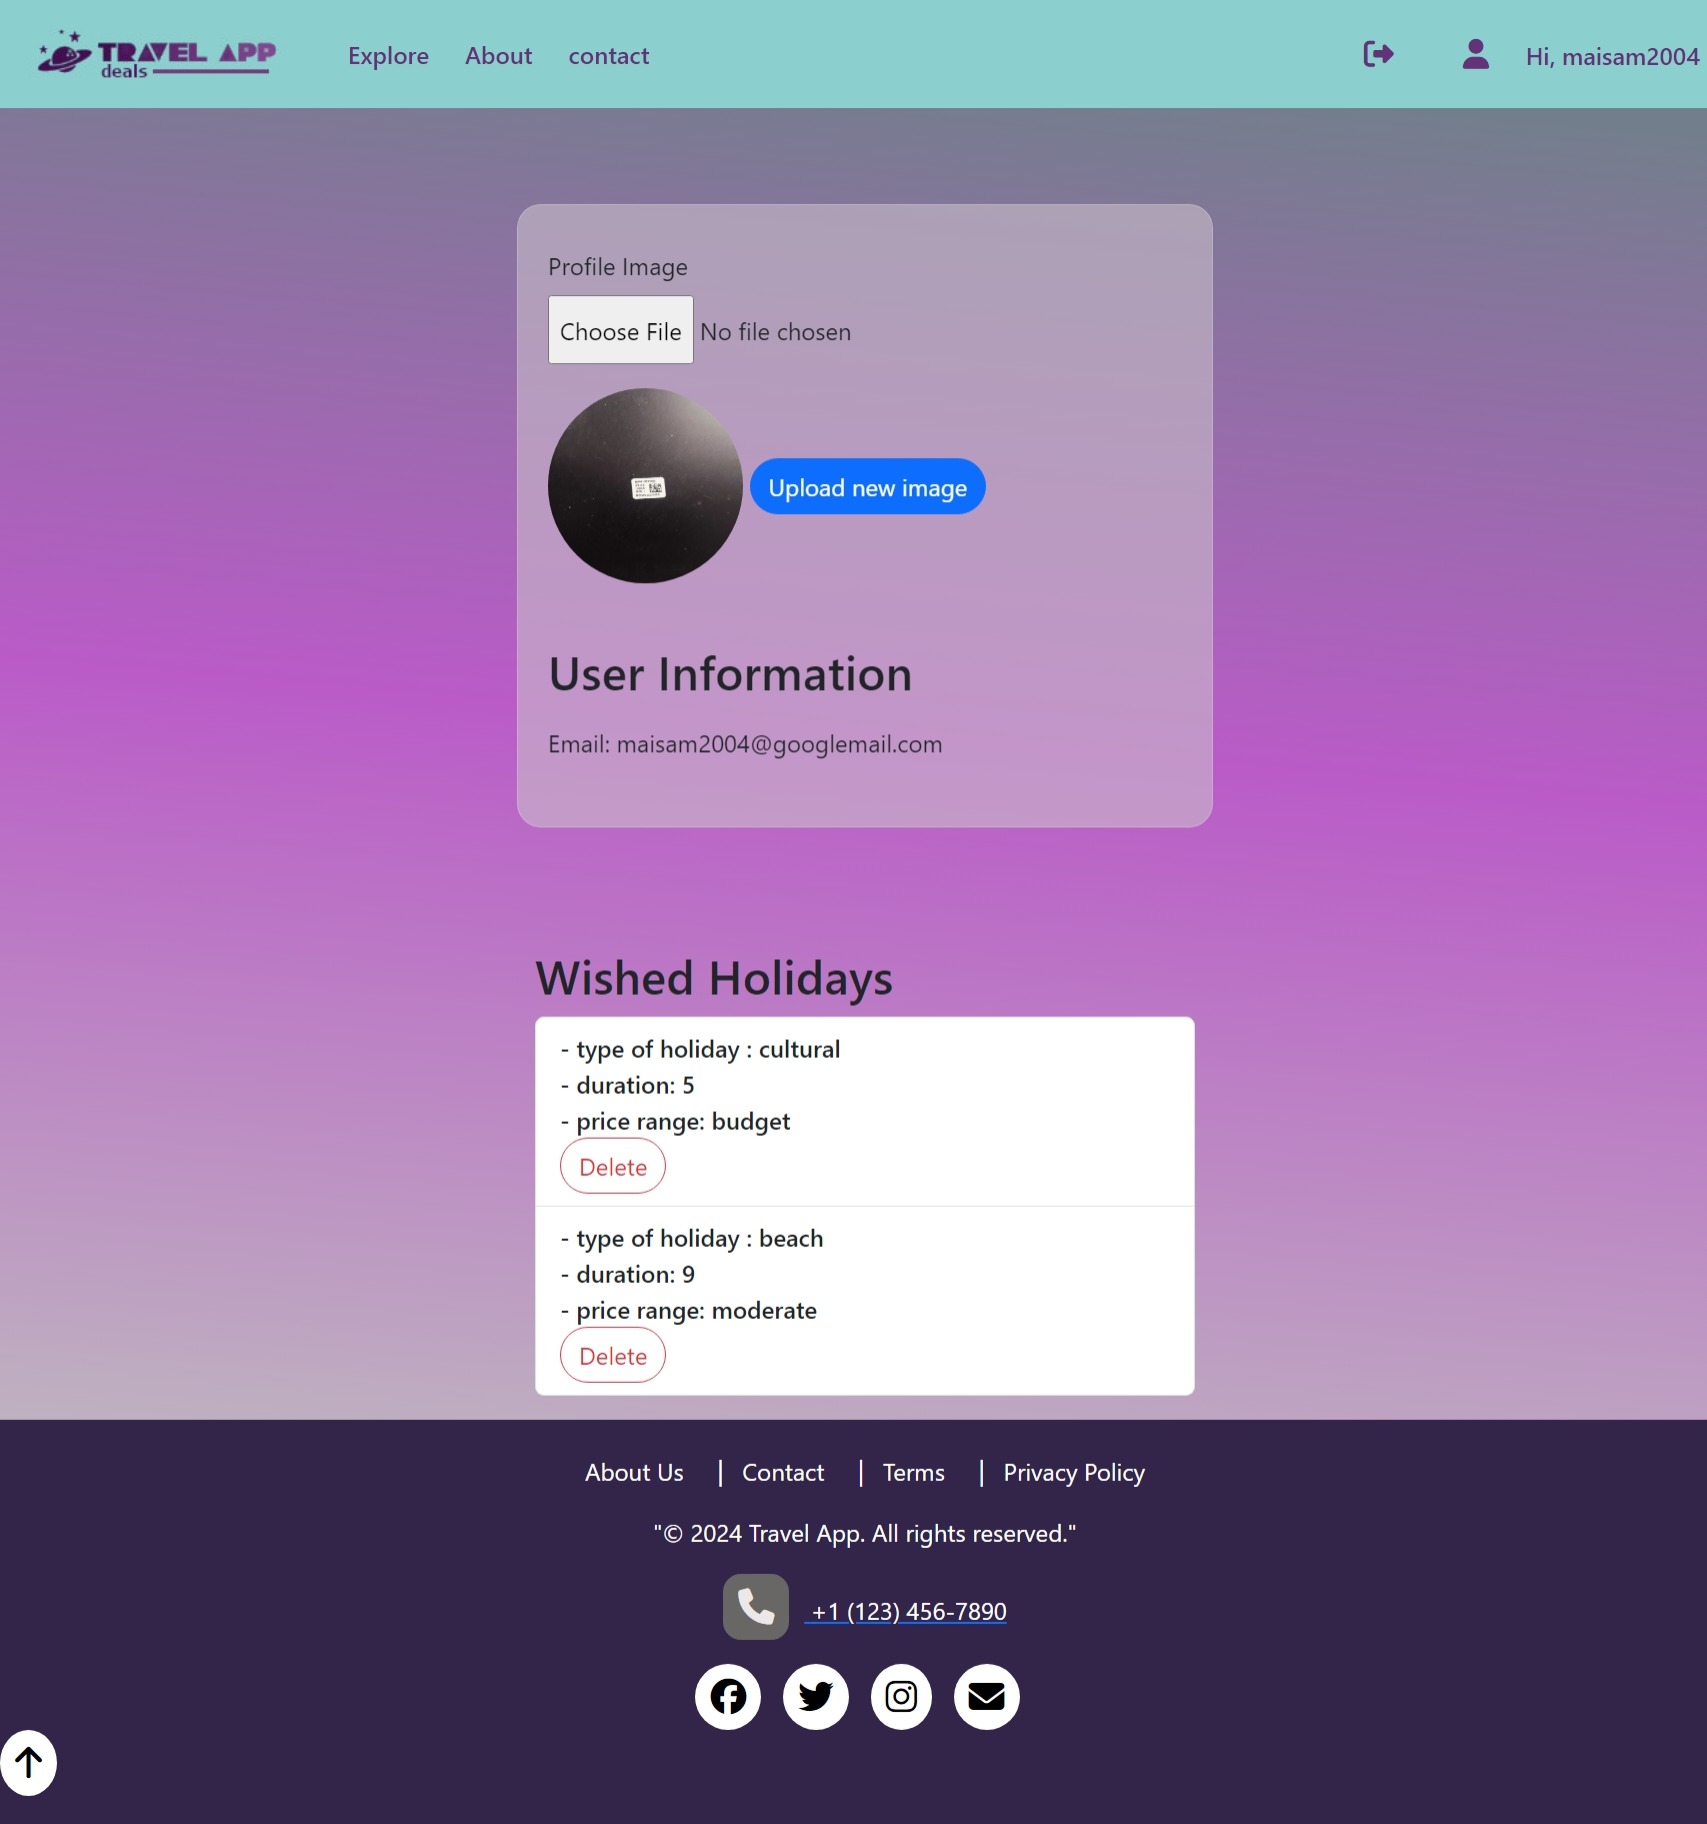 TRAVEL APP
deals
Explore About contact Hi, maisam2004
Profile Image
Choose File No file chosen
Upload new image
User Information
Email: maisam2004@googlemail.com
Wished Holidays
- type of holiday : cultural
- duration: 5
- price range: budget
Delete
- type of holiday : beach
- duration: 9
- price range: moderate
Delete
About Us | Contact | Terms | Privacy Policy
"© 2024 Travel App. All rights reserved."
+1 (123) 456-7890